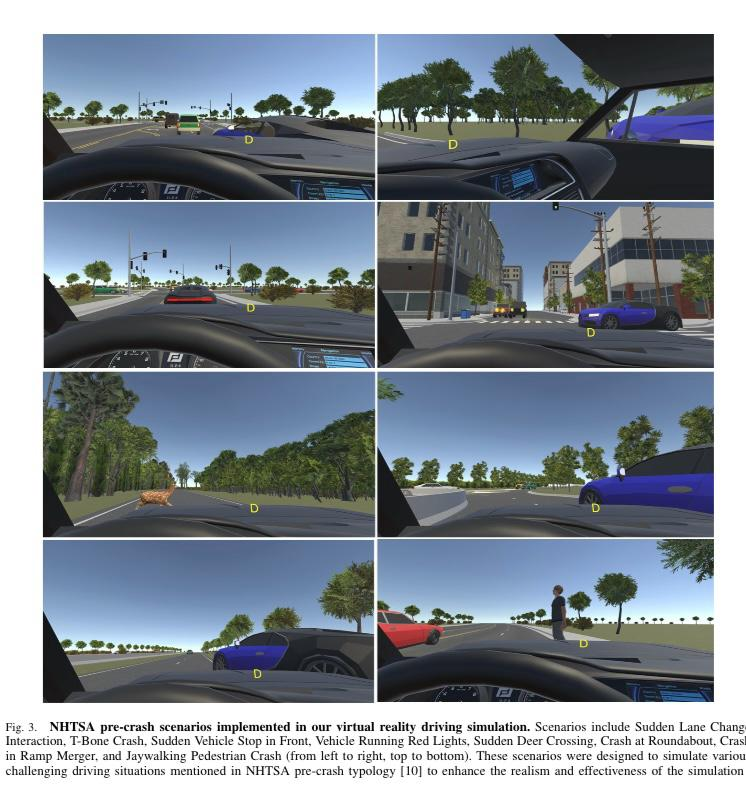 D
D
D
D
D
D
D
D
Fig. 3. NHTSA pre-crash scenarios implemented in our virtual reality driving simulation. Scenarios include Sudden Lane Chang
Interaction, T-Bone Crash, Sudden Vehicle Stop in Front, Vehicle Running Red Lights, Sudden Deer Crossing, Crash at Roundabout, Cras
in Ramp Merger, and Jaywalking Pedestrian Crash (from left to right, top to bottom). These scenarios were designed to simulate variou
challenging driving situations mentioned in NHTSA pre-crash typology [10] to enhance the realism and effectiveness of the simulation